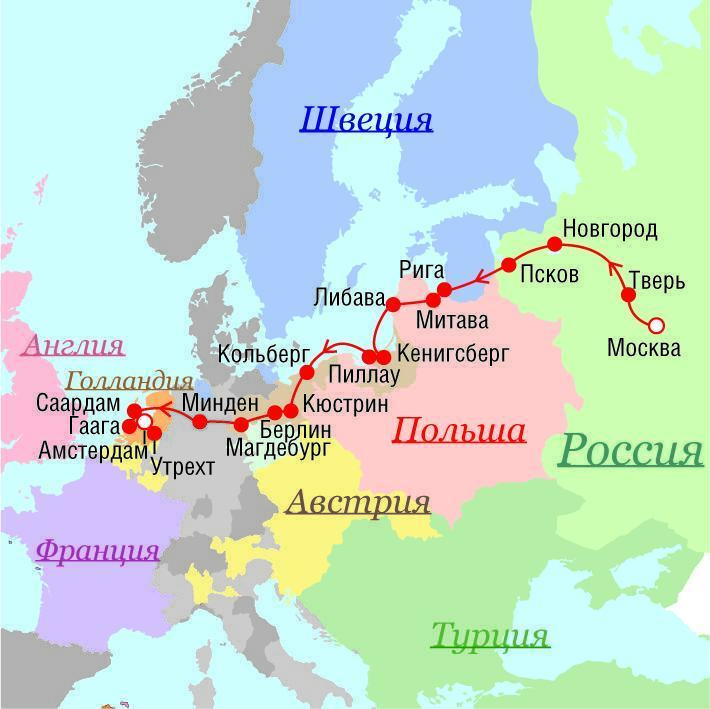 Швеция
Новгород
Рига
Псков
Либава
Тверь
Митава
Москва
Англия
Кольберг
Кенигсберг
Пиллау
Голландия
Саардам
Минден
Кюстрин
Гаага
Берлин
Польша
Амстердам
Магдебург
Россия
Утрехт
Австрия
Франция
Турция